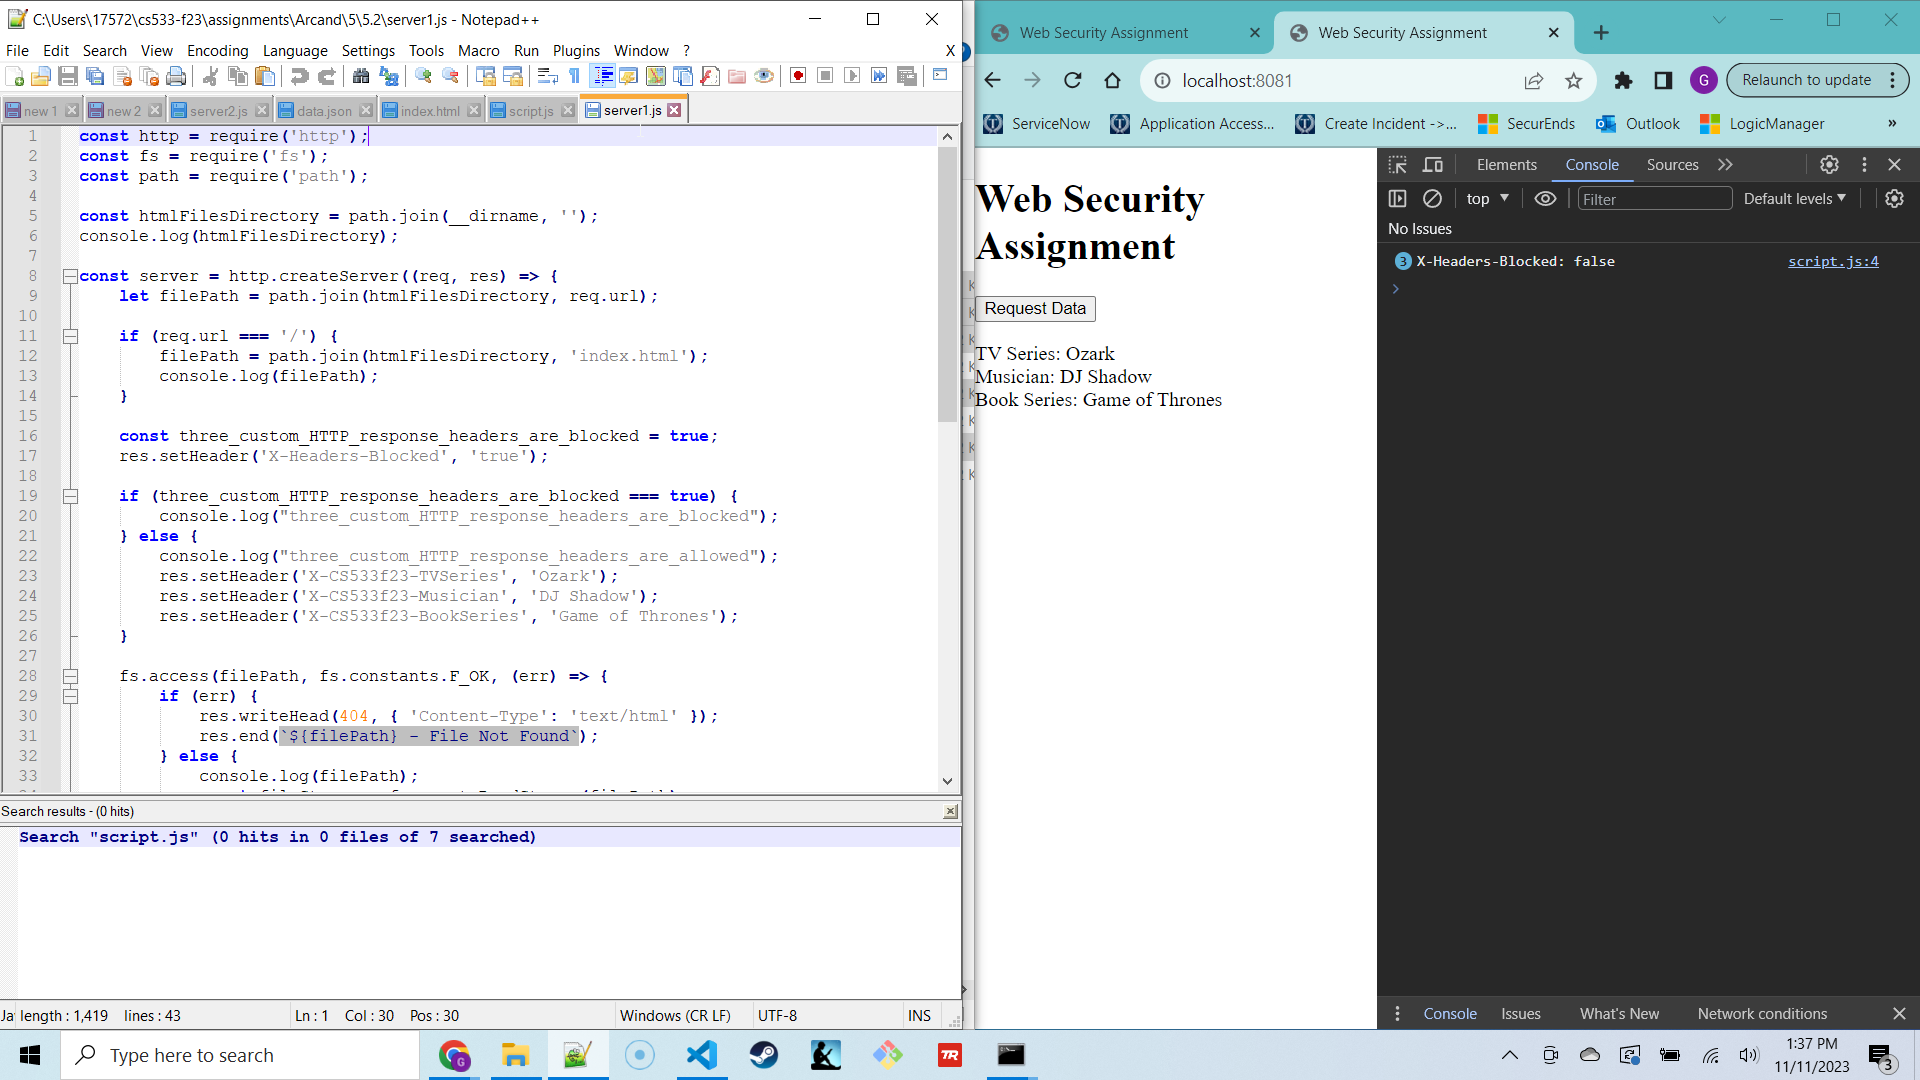 C:\Users\17572\cs533-f23\assignments\Arcand\5\5.2\server1.js - Notepad++
File Edit Search View Encoding Language Settings Tools Macro Run Plugins Window ? X
new 1 new 2 server2.js data.json index.html script.js server1.js
1 const http = require('http');
2 const fs = require('fs');
3 const path = require('path');
4
5 const htmlFilesDirectory = path.join(__dirname, '');
6 console.log(htmlFilesDirectory);
7
8 const server = http.createServer((req, res) => {
9 let filePath = path.join(htmlFilesDirectory, req.url);
10
11 if (req.url === '/') {
12 filePath = path.join(htmlFilesDirectory, 'index.html');
13 console.log(filePath);
14 }
15
16 const three_custom_HTTP_response_headers_are_blocked = true;
17 res.setHeader('X-Headers-Blocked', 'true');
18
19 if (three_custom_HTTP_response_headers_are_blocked === true) {
20 console.log("three_custom_HTTP_response_headers_are_blocked");
21 } else {
22 console.log("three_custom_HTTP_response_headers_are_allowed");
23 res.setHeader('X-CS533f23-TVSeries', 'Ozark');
24 res.setHeader('X-CS533f23-Musician', 'DJ Shadow');
25 res.setHeader('X-CS533f23-BookSeries', 'Game of Thrones');
26 }
27
28 fs.access(filePath, fs.constants.F_OK, (err) => {
29 if (err) {
30 res.writeHead(404, { 'Content-Type': 'text/html' });
31 res.end(`${filePath} - File Not Found`);
32 } else {
33 console.log(filePath);
Search results - (0 hits)
Search "script.js" (0 hits in 0 files of 7 searched)
Ja length : 1,419 lines : 43 Ln : 1 Col : 30 Pos : 30 Windows (CR LF) UTF-8 INS
Web Security Assignment Web Security Assignment
localhost:8081 G Relaunch to update
ServiceNow Application Access... Create Incident ->... SecurEnds Outlook LogicManager »
Web Security
Assignment
Request Data
TV Series: Ozark
Musician: DJ Shadow
Book Series: Game of Thrones
Elements Console Sources
top Filter Default levels
No Issues
3 X-Headers-Blocked: false script.js:4
Console Issues What's New Network conditions
Type here to search
G
TR
1:37 PM
11/11/2023
3